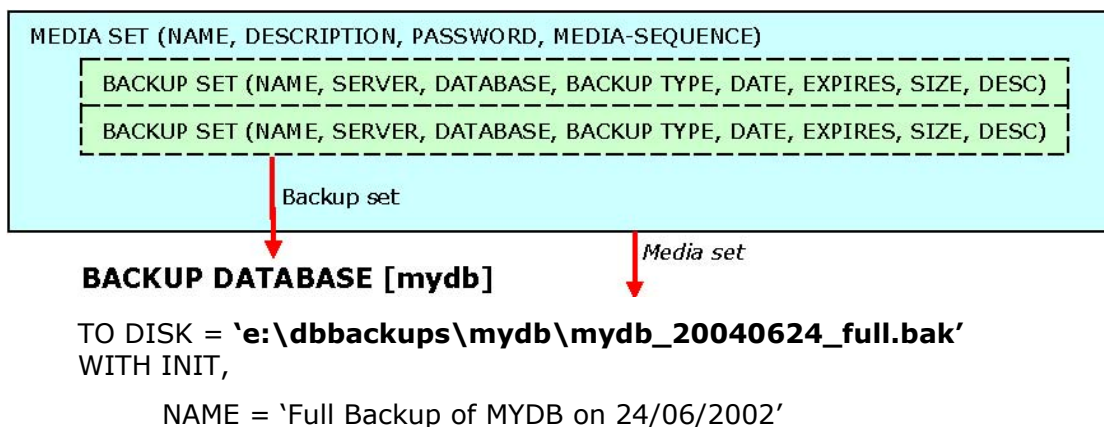 MEDIA SET (NAME, DESCRIPTION, PASSWORD, MEDIA-SEQUENCE)
BACKUP SET (NAME, SERVER, DATABASE, BACKUP TYPE, DATE, EXPIRES, SIZE, DESC)
BACKUP SET (NAME, SERVER, DATABASE, BACKUP TYPE, DATE, EXPIRES, SIZE, DESC)
Backup set
Media set
BACKUP DATABASE [mydb]
TO DISK = ‘e:\dbbackups\mydb\mydb_20040624_full.bak’
WITH INIT,
NAME = ‘Full Backup of MYDB on 24/06/2002’